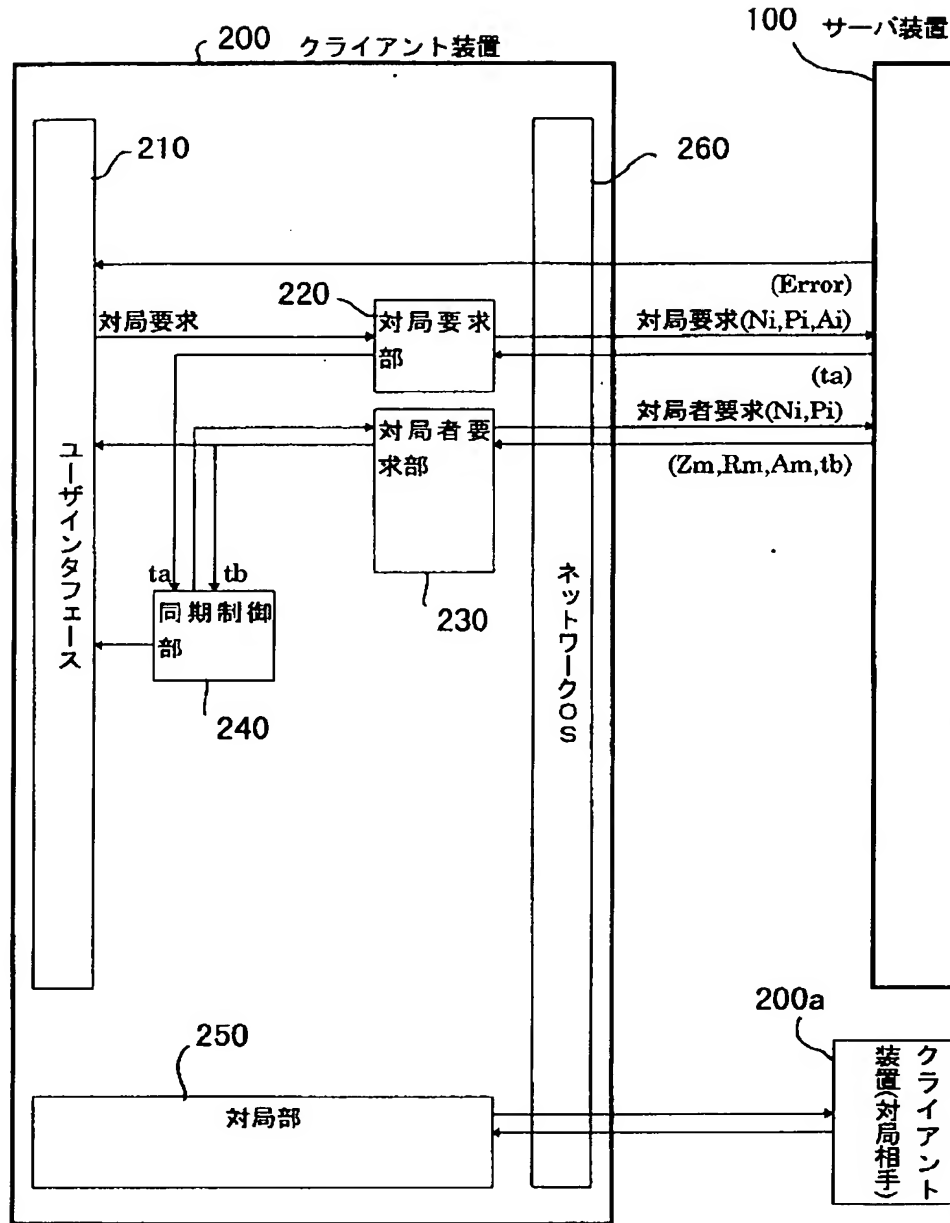 200 クライアント装置
100 サーバ装置
210
260
(Error)
220
対局要求
対局要求
部
対局要求(Ni,Pi,Ai)
(ta)
対局者要求(Ni,Pi)
対局者要
求部
(Zm,Rm,Am,tb)
ユーザインタフェース
ta
tb
同期制御
部
230
240
ネットワークOS
200a
250
対局部
クライアント
装置(対局相手)